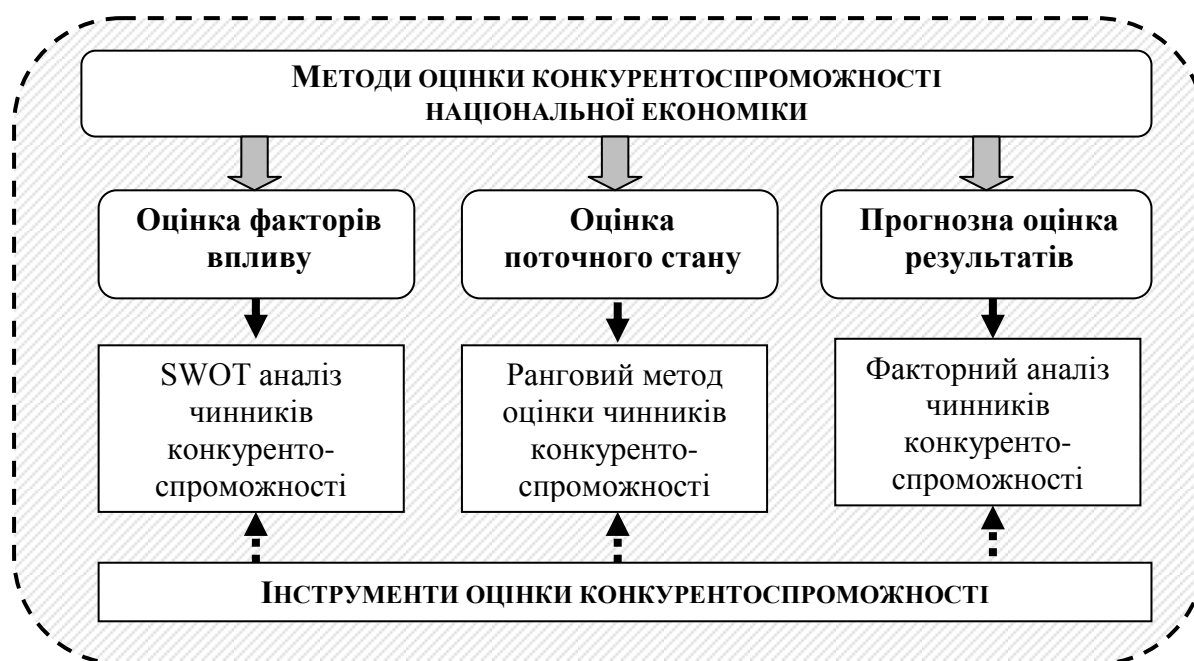 МЕТОДИ ОЦІНКИ КОНКУРЕНТОСПРОМОЖНОСТІ
НАЦІОНАЛЬНОЇ ЕКОНОМІКИ
Оцінка факторів
впливу
Оцінка
поточного стану
Прогнозна оцінка
результатів
SWOT аналіз
чинників
конкуренто-
спроможності
Ранговий метод
оцінки чинників
конкуренто-
спроможності
Факторний аналіз
чинників
конкуренто-
спроможності
ІНСТРУМЕНТИ ОЦІНКИ КОНКУРЕНТОСПРОМОЖНОСТІ